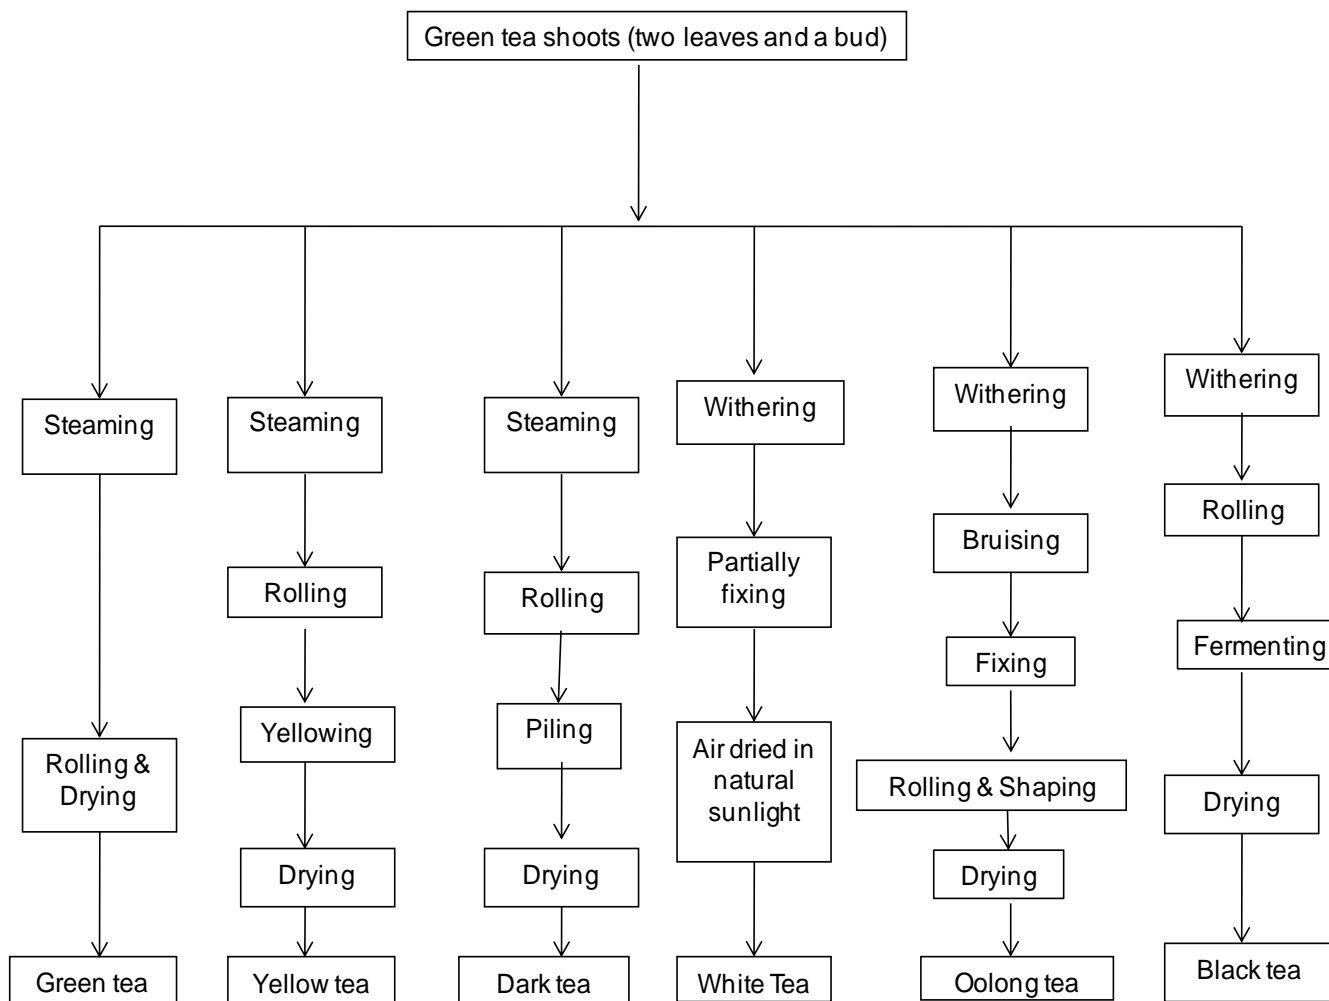 Green tea shoots (two leaves and a bud)
Steaming
Rolling &
Drying
Green tea
Steaming
Rolling
Yellowing
Drying
Yellow tea
Steaming
Rolling
Piling
Drying
Dark tea
Withering
Partially
fixing
Air dried in
natural
sunlight
White Tea
Withering
Bruising
Fixing
Rolling & Shaping
Drying
Oolong tea
Withering
Rolling
Fermenting
Drying
Black tea